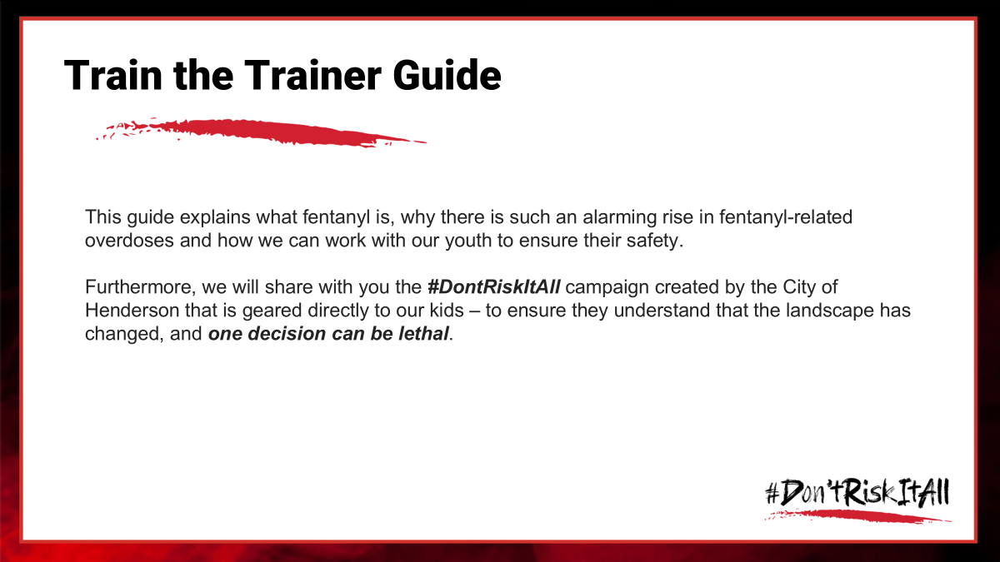 Train the Trainer Guide
This guide explains what fentanyl is, why there is such an alarming rise in fentanyl-related
overdoses and how we can work with our youth to ensure their safety.
Furthermore, we will share with you the #DontRiskItAll campaign created by the City of
Henderson that is geared directly to our kids – to ensure they understand that the landscape has
changed, and one decision can be lethal.
#Don'tRiskItAll